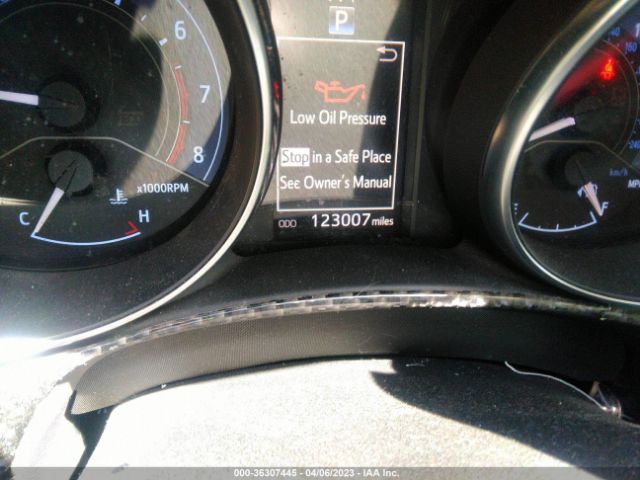 P
6
7
8
Low Oil Pressure
Stop in a Safe Place
See Owner's Manual
x1000RPM
C
H
ODO 123007 miles
km/h
F
000-36307445 - 04/06/2023 - IAA Inc.